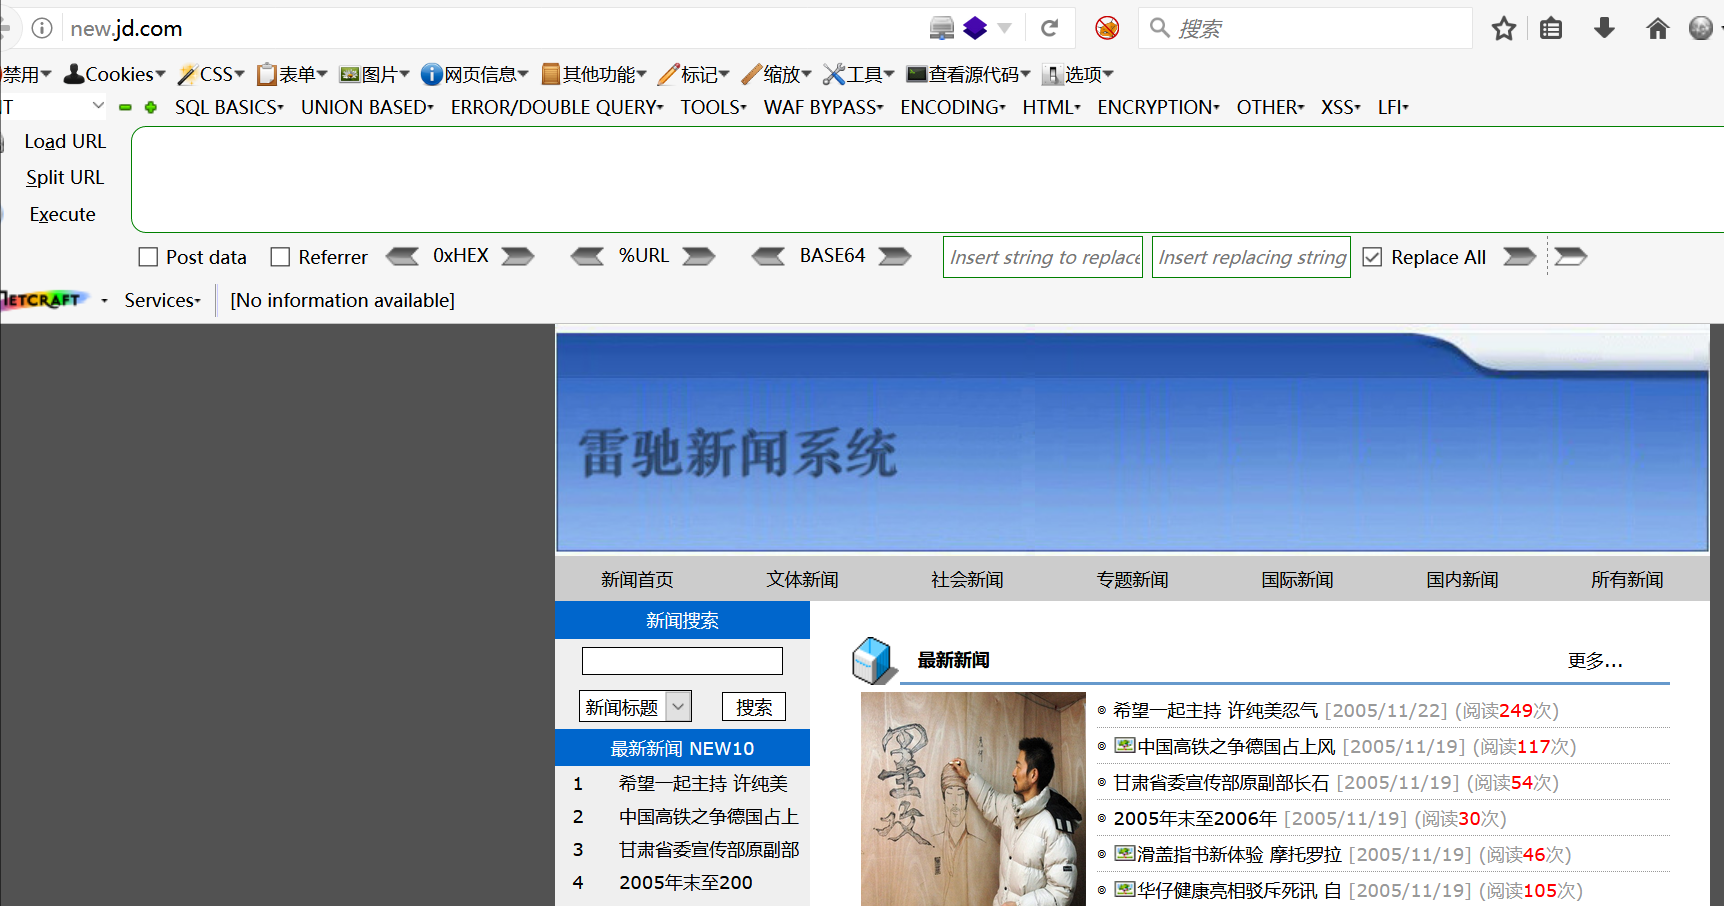 new.jd.com 搜索
禁用 Cookies CSS 表单 图片 网页信息 其他功能 标记 缩放 工具 查看源代码 选项
SQL BASICS UNION BASED ERROR/DOUBLE QUERY TOOLS WAF BYPASS ENCODING HTML ENCRYPTION OTHER XSS LFI
Load URL
Split URL
Execute
Post data Referrer 0xHEX %URL BASE64 Insert string to replace Insert replacing string Replace All
Services [No information available]
雷驰新闻系统
新闻首页 文体新闻 社会新闻 专题新闻 国际新闻 国内新闻 所有新闻
新闻搜索
新闻标题 搜索
最新新闻 NEW10
1 希望一起主持 许纯美
2 中国高铁之争德国占上
3 甘肃省委宣传部原副部
4 2005年末至200
最新新闻 更多...
墨攻
希望一起主持 许纯美忍气 [2005/11/22] (阅读249次)
中国高铁之争德国占上风 [2005/11/19] (阅读117次)
甘肃省委宣传部原副部长石 [2005/11/19] (阅读54次)
2005年末至2006年 [2005/11/19] (阅读30次)
滑盖指书新体验 摩托罗拉 [2005/11/19] (阅读46次)
华仔健康亮相驳斥死讯 自 [2005/11/19] (阅读105次)